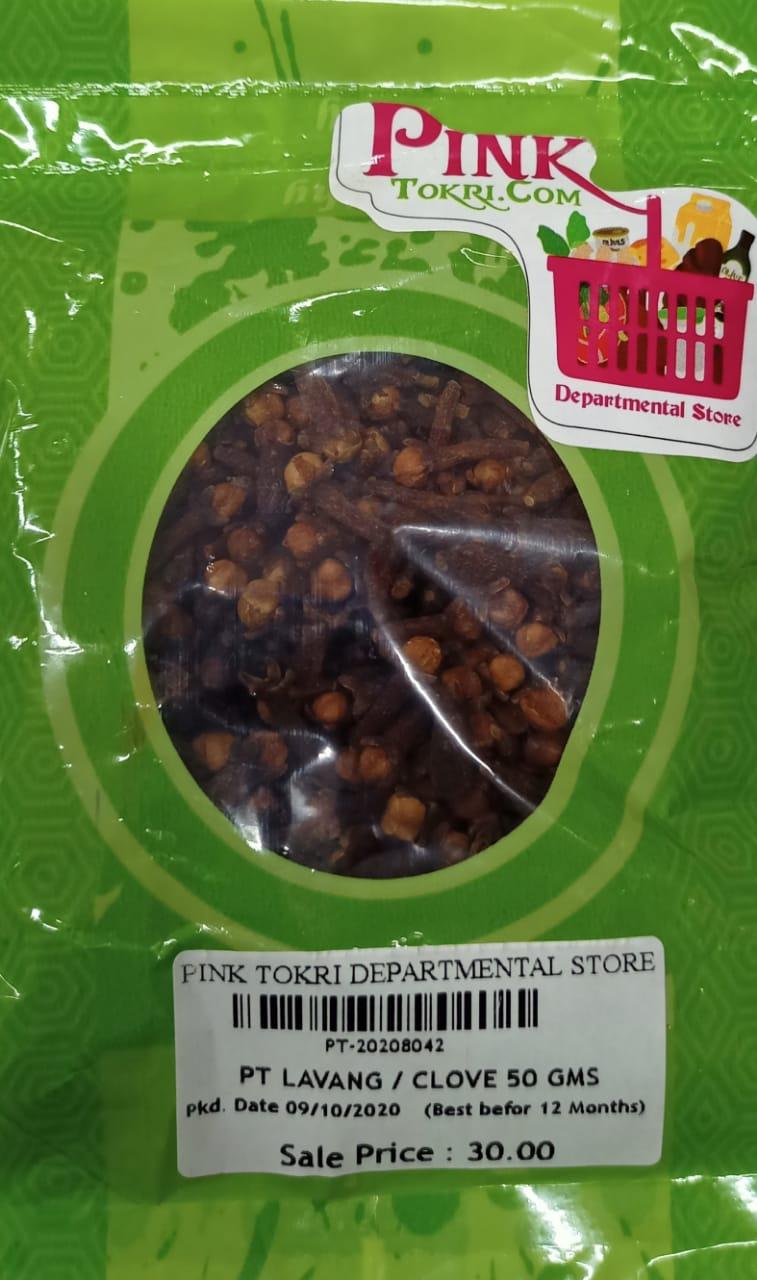 PINK
TOKRI.COM
Departmental Store
PINK TOKRI DEPARTMENTAL STORE
PT-20208042
PT LAVANG / CLOVE 50 GMS
pkd. Date 09/10/2020 (Best befor 12 Months)
Sale Price : 30.00